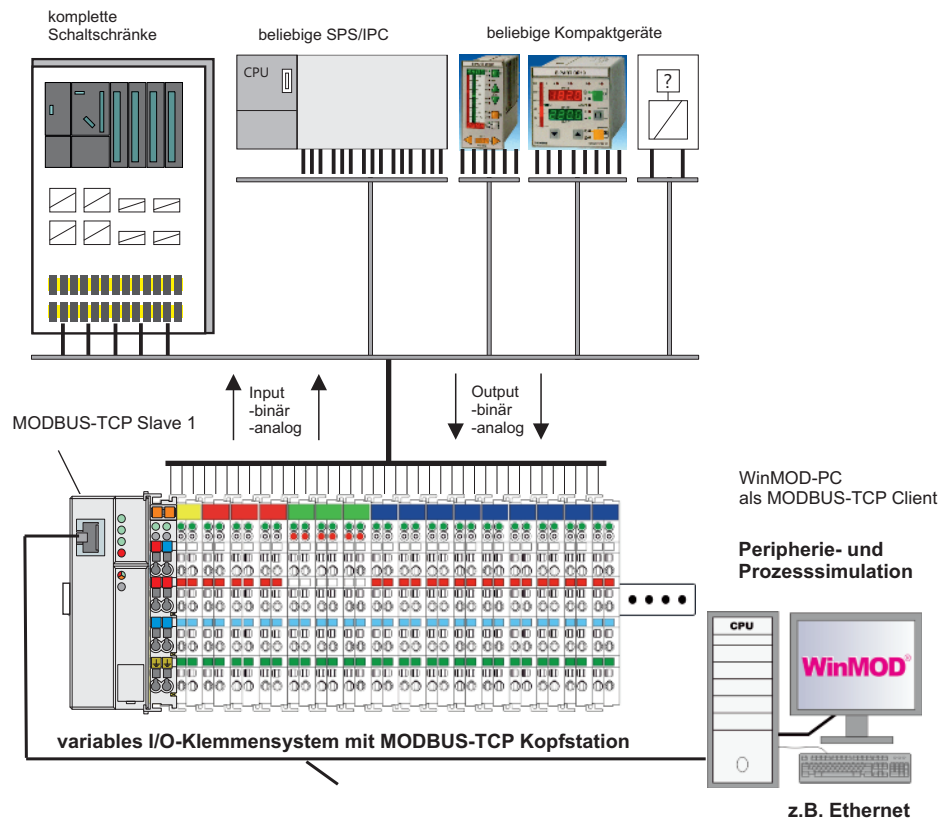 komplette
Schaltschränke
beliebige SPS/IPC
beliebige Kompaktgeräte
CPU
?
Input
-binär
-analog
Output
-binär
-analog
MODBUS-TCP Slave 1
WinMOD-PC
als MODBUS-TCP Client
Peripherie- und
Prozesssimulation
CPU
WinMOD®
variables I/O-Klemmensystem mit MODBUS-TCP Kopfstation
z.B. Ethernet